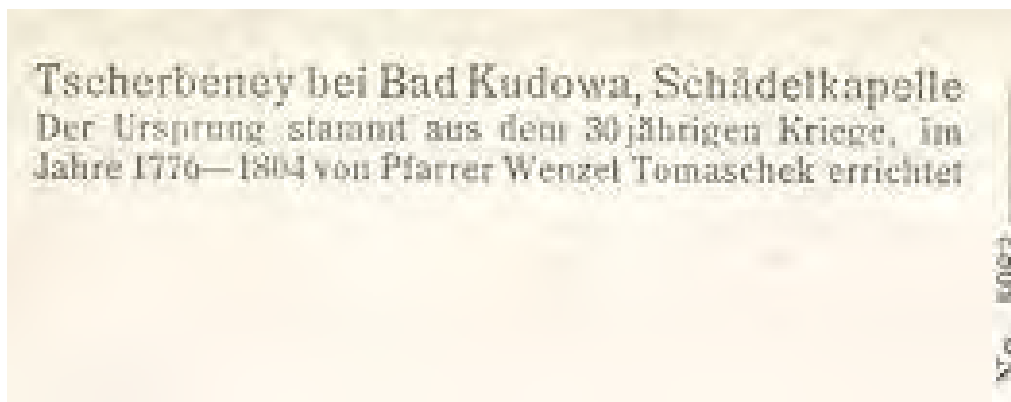 Tscherbeney bei Bad Kudowa, Schädelkapelle
Der Ursprung stammt aus dem 30jährigen Kriege, im
Jahre 1776—1804 von Pfarrer Wenzel Tomaschek errichtet